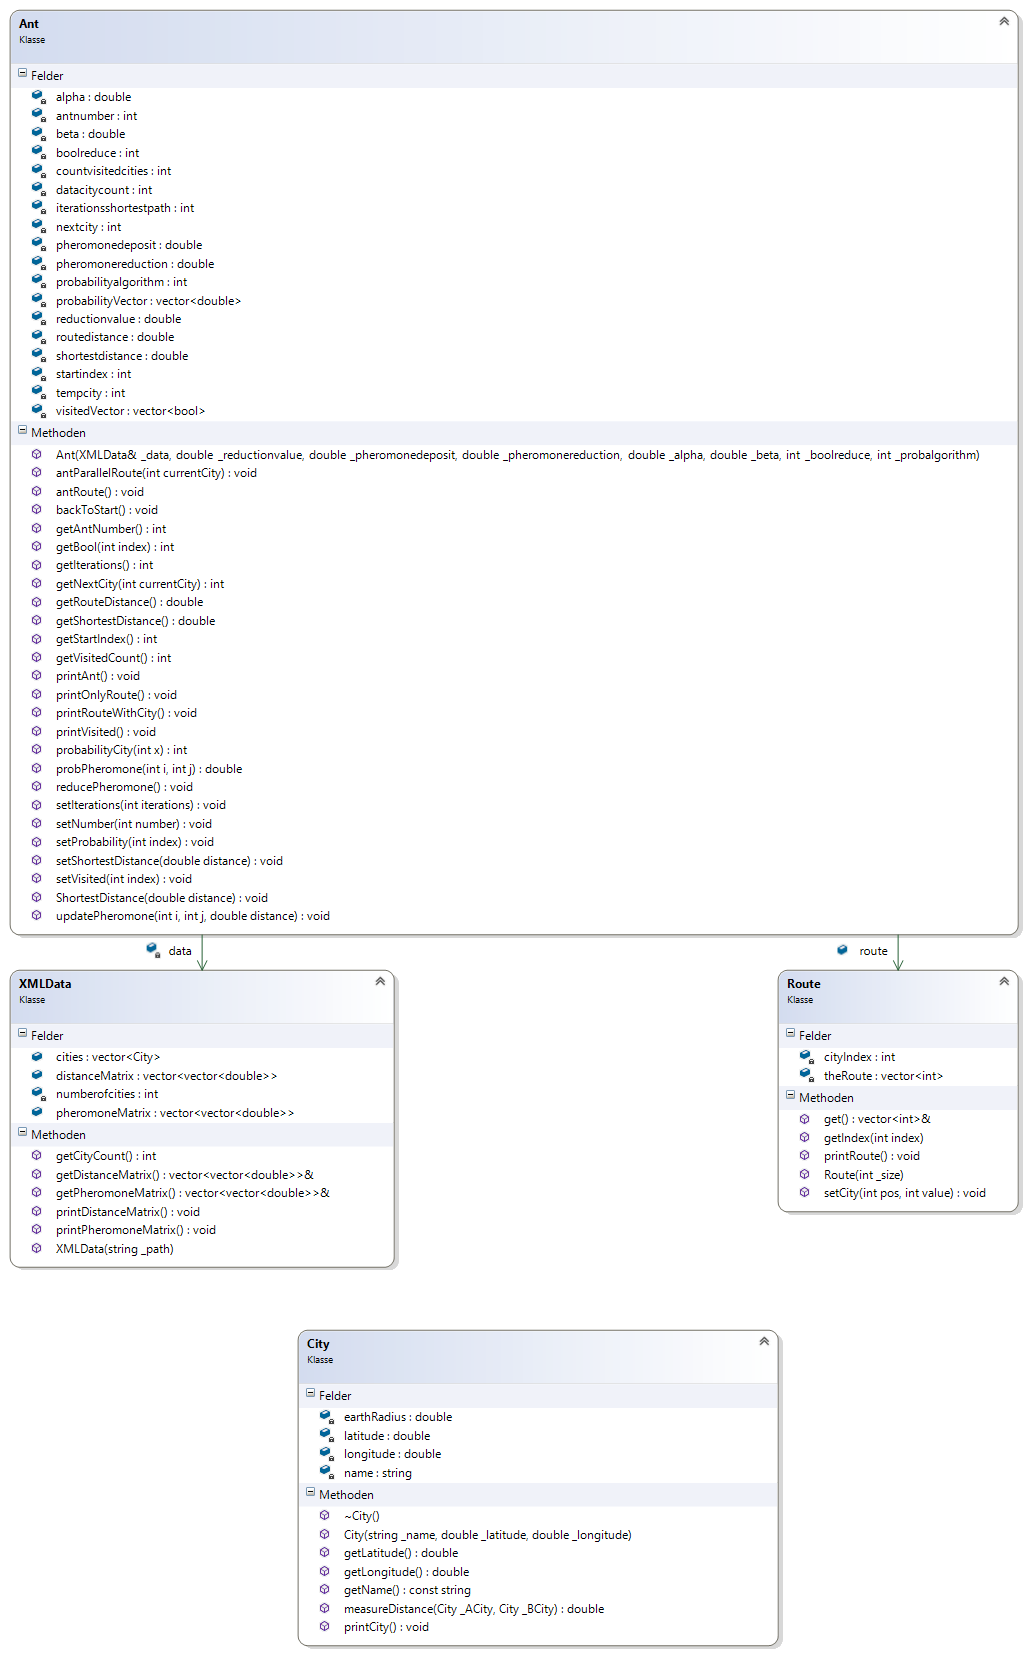 Ant
Klasse
Felder
alpha : double
antnumber : int
beta : double
boolreduce : int
countvisitedcities : int
datacitycount : int
iterationsshortestpath : int
nextcity : int
pheromonedeposit : double
pheromonereduction : double
probabilityalgorithm : int
probabilityVector : vector<double>
reductionvalue : double
routedistance : double
shortestdistance : double
startindex : int
tempcity : int
visitedVector : vector<bool>
Methoden
Ant(XMLData& _data, double _reductionvalue, double _pheromonedeposit, double _pheromonereduction, double _alpha, double _beta, int _boolreduce, int _probalgorithm)
antParallelRoute(int currentCity) : void
antRoute() : void
backToStart() : void
getAntNumber() : int
getBool(int index) : int
getIterations() : int
getNextCity(int currentCity) : int
getRouteDistance() : double
getShortestDistance() : double
getStartIndex() : int
getVisitedCount() : int
printAnt() : void
printOnlyRoute() : void
printRouteWithCity() : void
printVisited() : void
probabilityCity(int x) : int
probPheromone(int i, int j) : double
reducePheromone() : void
setIterations(int iterations) : void
setNumber(int number) : void
setProbability(int index) : void
setShortestDistance(double distance) : void
setVisited(int index) : void
ShortestDistance(double distance) : void
updatePheromone(int i, int j, double distance) : void
data
route
XMLData
Klasse
Felder
cities : vector<City>
distanceMatrix : vector<vector<double>>
numberofcities : int
pheromoneMatrix : vector<vector<double>>
Methoden
getCityCount() : int
getDistanceMatrix() : vector<vector<double>>&
getPheromoneMatrix() : vector<vector<double>>&
printDistanceMatrix() : void
printPheromoneMatrix() : void
XMLData(string _path)
Route
Klasse
Felder
cityIndex : int
theRoute : vector<int>
Methoden
get() : vector<int>&
getIndex(int index)
printRoute() : void
Route(int _size)
setCity(int pos, int value) : void
City
Klasse
Felder
earthRadius : double
latitude : double
longitude : double
name : string
Methoden
~City()
City(string _name, double _latitude, double _longitude)
getLatitude() : double
getLongitude() : double
getName() : const string
measureDistance(City _ACity, City _BCity) : double
printCity() : void